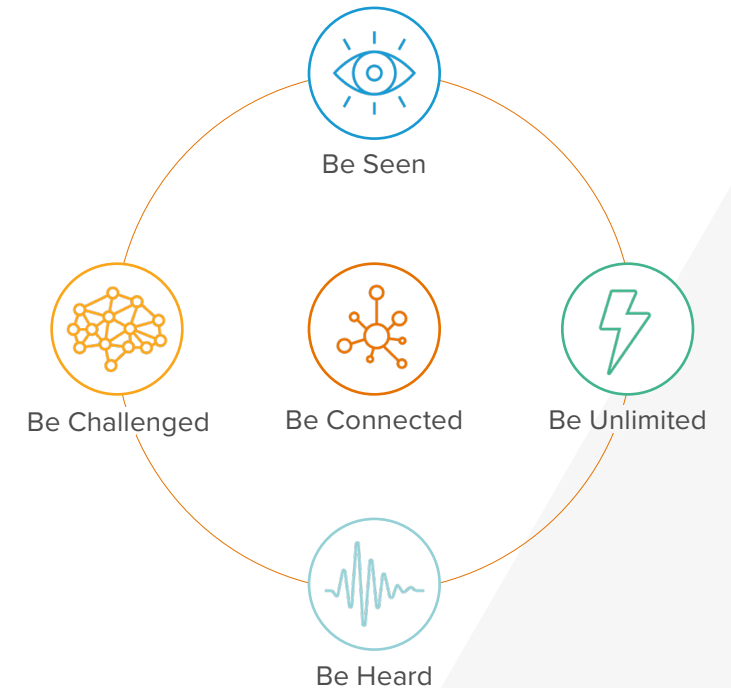 Be Seen
Be Challenged
Be Connected
Be Unlimited
Be Heard